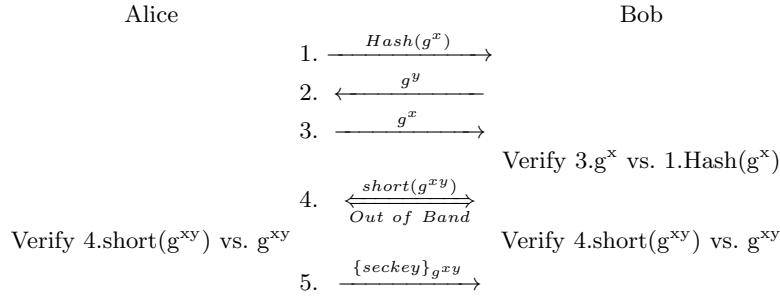 Alice Bob
1. Hash(g^x)
2. g^y
3. g^x
Verify 3.g^x vs. 1.Hash(g^x)
4. short(g^xy)
Out of Band
Verify 4.short(g^xy) vs. g^xy Verify 4.short(g^xy) vs. g^xy
5. {seckey}_g^xy